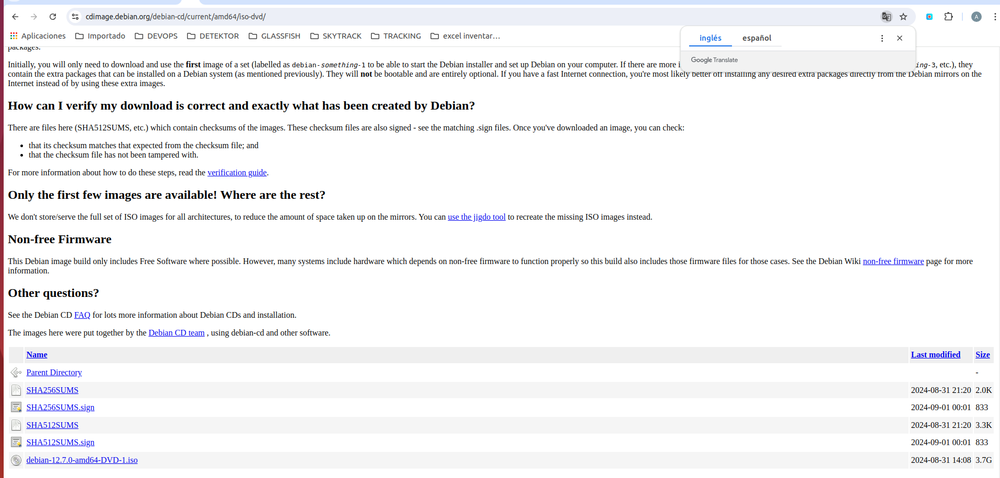 cdimage.debian.org/debian-cd/current/amd64/iso-dvd/
A
Aplicaciones Importado DEVOPS DETEKTOR GLASSFISH SKYTRACK TRACKING excel inventar…
inglés español
Google Translate
packages.
Initially, you will only need to download and use the first image of a set (labelled as debian-something-1 to be able to start the Debian installer and set up Debian on your computer. If there are more i ing-3, etc.), they
contain the extra packages that can be installed on a Debian system (as mentioned previously). They will not be bootable and are entirely optional. If you have a fast Internet connection, you're most likely better off installing any desired extra packages directly from the Debian mirrors on the
Internet instead of by using these extra images.
How can I verify my download is correct and exactly what has been created by Debian?
There are files here (SHA512SUMS, etc.) which contain checksums of the images. These checksum files are also signed - see the matching .sign files. Once you've downloaded an image, you can check:
• that its checksum matches that expected from the checksum file; and
• that the checksum file has not been tampered with.
For more information about how to do these steps, read the verification guide.
Only the first few images are available! Where are the rest?
We don't store/serve the full set of ISO images for all architectures, to reduce the amount of space taken up on the mirrors. You can use the jigdo tool to recreate the missing ISO images instead.
Non-free Firmware
This Debian image build only includes Free Software where possible. However, many systems include hardware which depends on non-free firmware to function properly so this build also includes those firmware files for those cases. See the Debian Wiki non-free firmware page for more
information.
Other questions?
See the Debian CD FAQ for lots more information about Debian CDs and installation.
The images here were put together by the Debian CD team , using debian-cd and other software.
Name Last modified Size
Parent Directory -
SHA256SUMS 2024-08-31 21:20 2.0K
SHA256SUMS.sign 2024-09-01 00:01 833
SHA512SUMS 2024-08-31 21:20 3.3K
SHA512SUMS.sign 2024-09-01 00:01 833
debian-12.7.0-amd64-DVD-1.iso 2024-08-31 14:08 3.7G